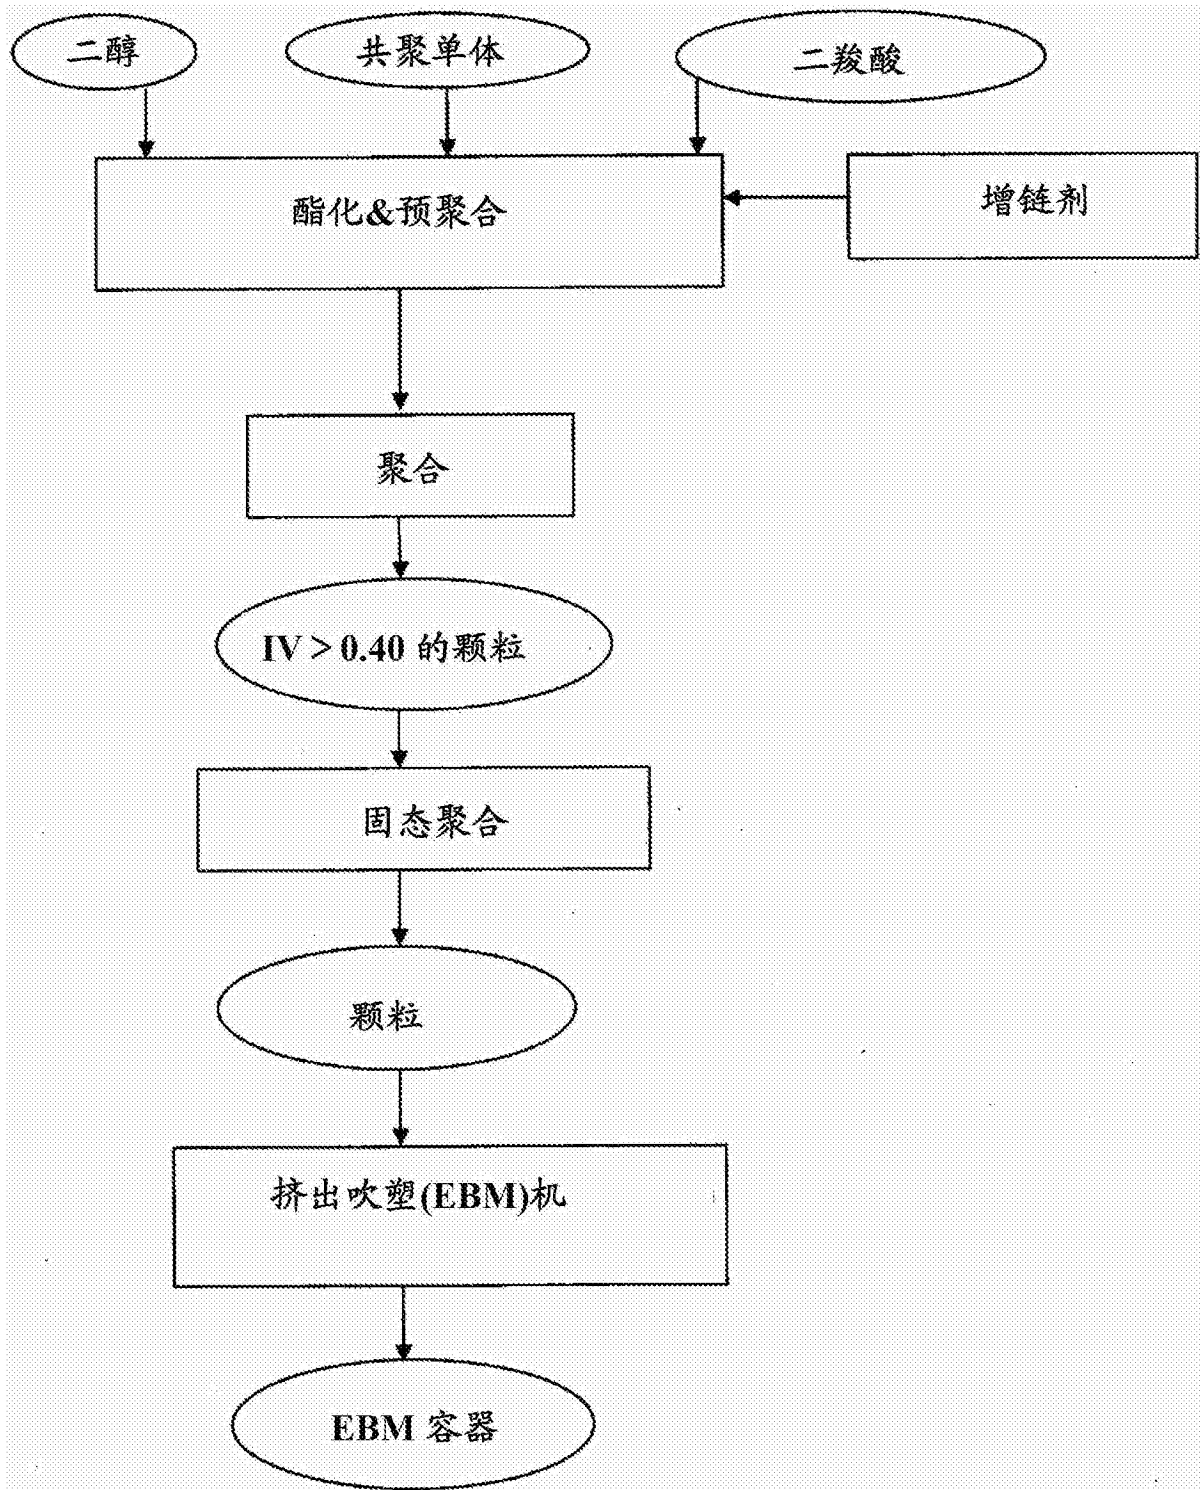 二醇
共聚单体
二羧酸
酯化&预聚合
增链剂
聚合
IV > 0.40 的颗粒
固态聚合
颗粒
挤出吹塑(EBM)机
EBM 容器